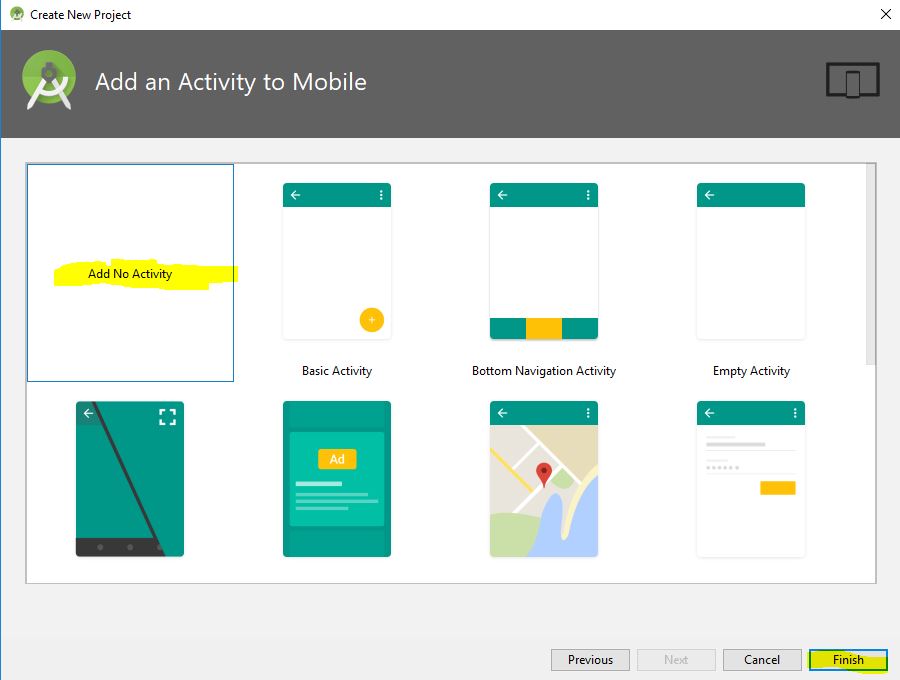 Create New Project
Add an Activity to Mobile
Add No Activity
Basic Activity
Bottom Navigation Activity
Empty Activity
Ad
Previous
Next
Cancel
Finish